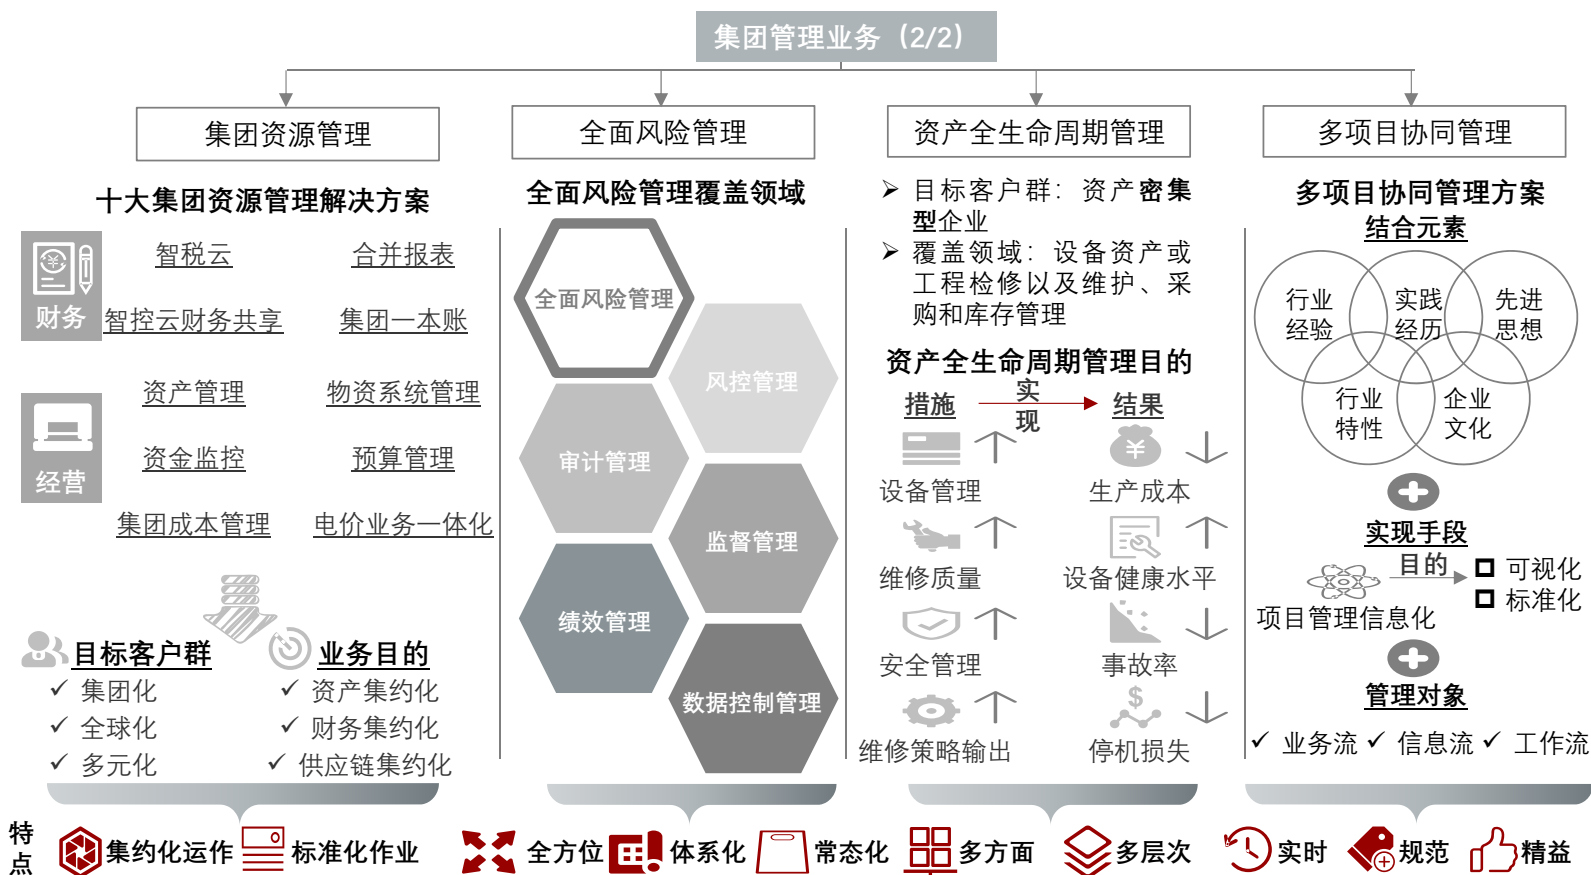 集团管理业务（2/2）
集团资源管理
全面风险管理
资产全生命周期管理
多项目协同管理
十大集团资源管理解决方案
财务
智税云
合并报表
智控云财务共享
集团一本账
经营
资产管理
物资系统管理
资金监控
预算管理
集团成本管理
电价业务一体化
目标客户群
✓ 集团化
✓ 全球化
✓ 多元化
业务目的
✓ 资产集约化
✓ 财务集约化
✓ 供应链集约化
全面风险管理覆盖领域
全面风险管理
风控管理
审计管理
监督管理
绩效管理
数据控制管理
➢ 目标客户群：资产密集
型企业
➢ 覆盖领域：设备资产或
工程检修以及维护、采
购和库存管理
资产全生命周期管理目的
措施
实
现
结果
设备管理
生产成本
维修质量
设备健康水平
安全管理
事故率
$
维修策略输出
停机损失
多项目协同管理方案
结合元素
行业
经验
实践
经历
先进
思想
行业
特性
企业
文化
实现手段
项目管理信息化
目的
可视化
标准化
管理对象
✓ 业务流 ✓ 信息流 ✓ 工作流
特
点
集约化运作
标准化作业
全方位
体系化
常态化
多方面
多层次
实时
规范
精益